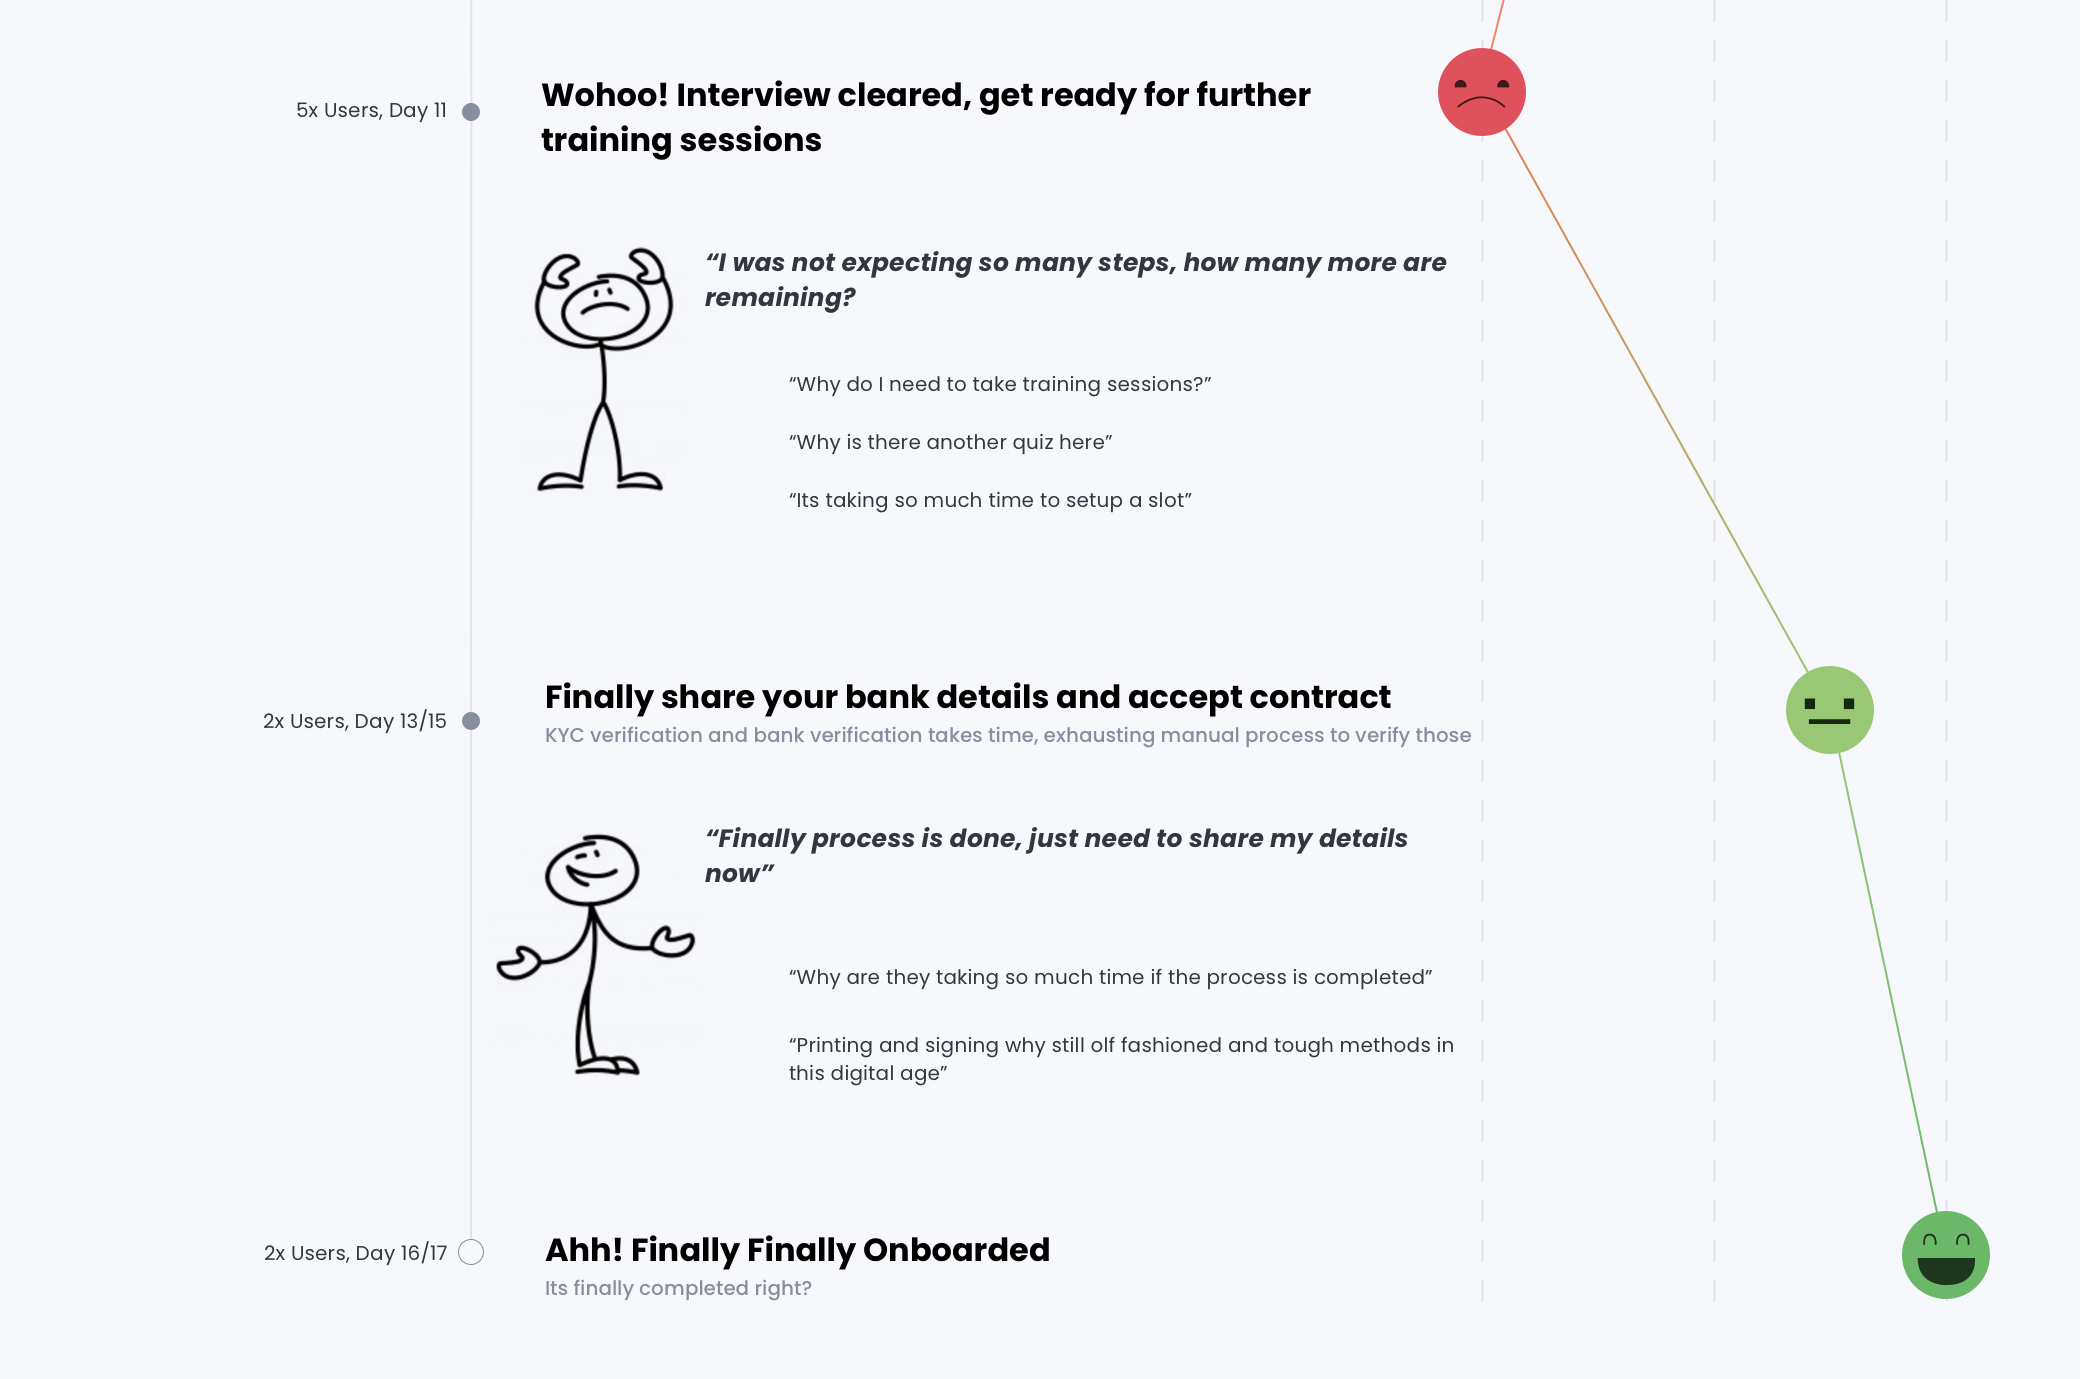 5x Users, Day 11
Wohoo! Interview cleared, get ready for further
training sessions
“I was not expecting so many steps, how many more are
remaining?
“Why do I need to take training sessions?”
“Why is there another quiz here”
“Its taking so much time to setup a slot”
2x Users, Day 13/15
Finally share your bank details and accept contract
KYC verification and bank verification takes time, exhausting manual process to verify those
“Finally process is done, just need to share my details
now”
“Why are they taking so much time if the process is completed”
“Printing and signing why still olf fashioned and tough methods in
this digital age”
2x Users, Day 16/17
Ahh! Finally Finally Onboarded
Its finally completed right?